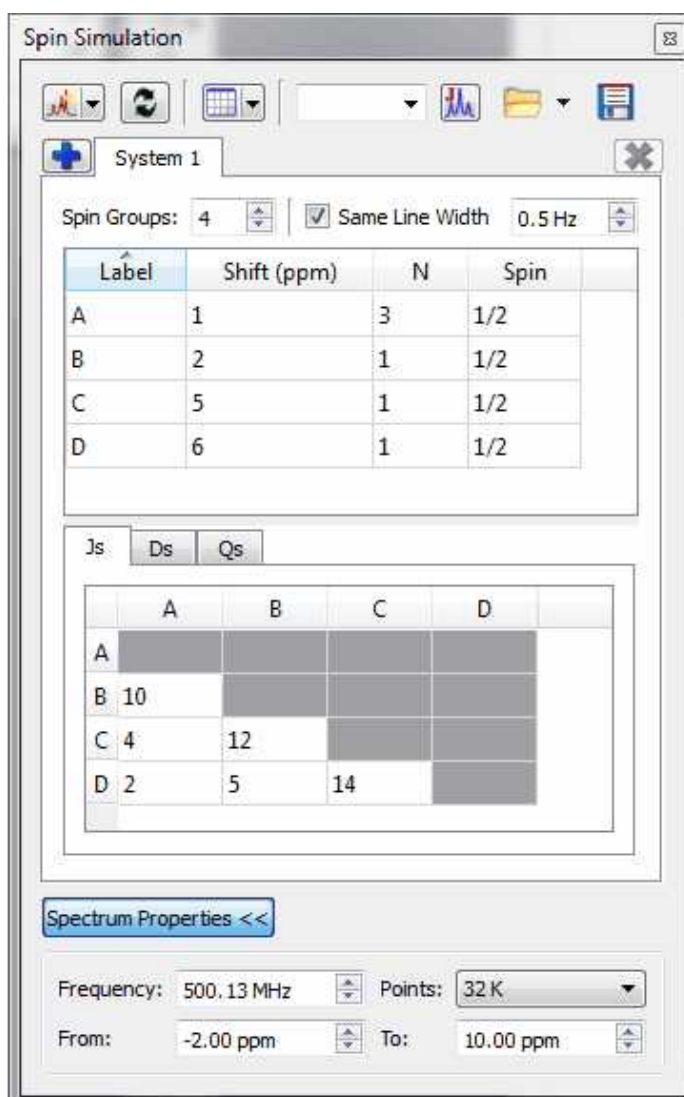 Spin Simulation
System 1
Spin Groups: 4 Same Line Width 0.5 Hz
Label Shift (ppm) N Spin
A 1 3 1/2
B 2 1 1/2
C 5 1 1/2
D 6 1 1/2
Js Ds Qs
A B C D
A
B 10
C 4 12
D 2 5 14
Spectrum Properties <<
Frequency: 500.13 MHz Points: 32 K
From: -2.00 ppm To: 10.00 ppm